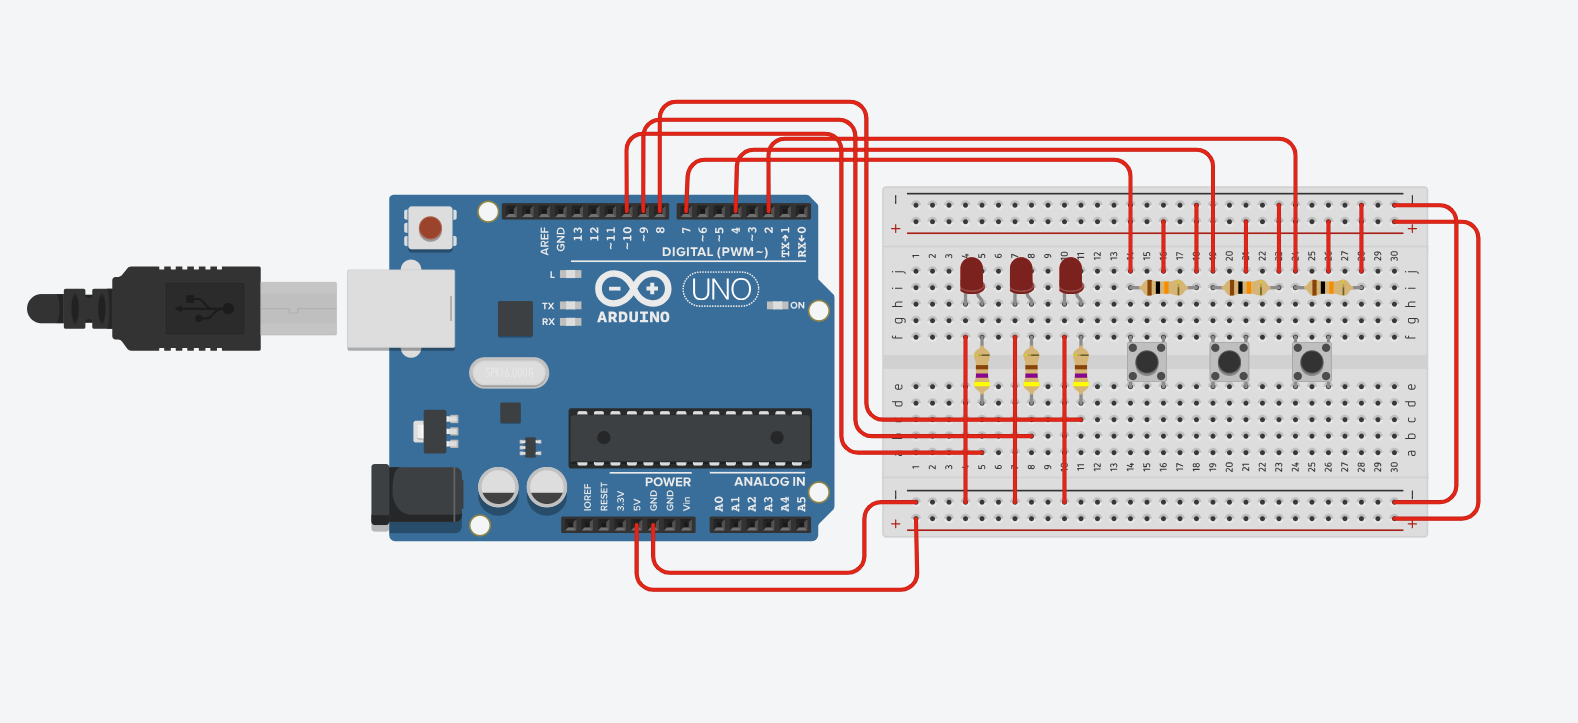 AREF
GND
13
12
~11
~10
~9
8
7
~6
~5
4
~3
2
TX→1
RX←0
DIGITAL (PWM~)
L
TX
RX
UNO
ON
ARDUINO
IOREF
RESET
3.3V
5V
GND
GND
Vin
POWER
ANALOG IN
A0
A1
A2
A3
A4
A5
- -
+ +
1 2 3 4 5 6 7 8 9 10 11 12 13 14 15 16 17 18 19 20 21 22 23 24 25 26 27 28 29 30
j j
i i
h h
g g
f f
e e
d d
c c
b b
a a
1 2 3 4 5 6 7 8 9 10 11 12 13 14 15 16 17 18 19 20 21 22 23 24 25 26 27 28 29 30
- -
+ +